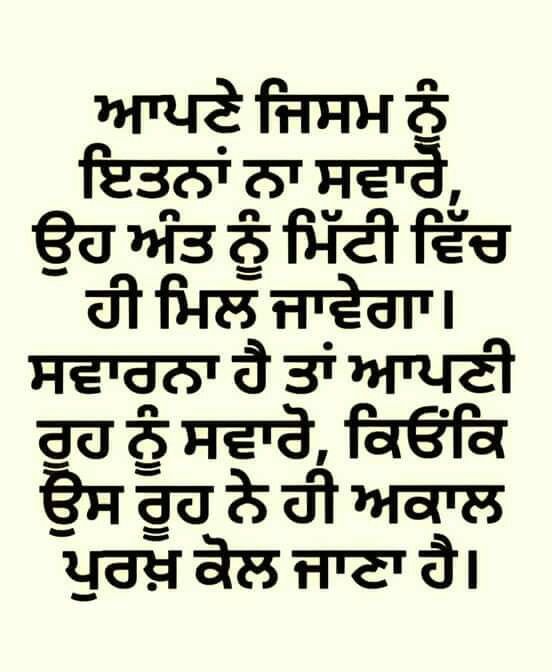 ਆਪਣੇ ਜਿਸਮ ਨੂੰ
ਇਤਨਾਂ ਨਾ ਸਵਾਰੋ,
ਉਹ ਅੰਤ ਨੂੰ ਮਿੱਟੀ ਵਿੱਚ
ਹੀ ਮਿਲ ਜਾਵੇਗਾ।
ਸਵਾਰਨਾ ਹੈ ਤਾਂ ਆਪਣੀ
ਰੂਹ ਨੂੰ ਸਵਾਰੋ, ਕਿਓਂਕਿ
ਉਸ ਰੂਹ ਨੇ ਹੀ ਅਕਾਲ
ਪੁਰਖ਼ ਕੋਲ ਜਾਣਾ ਹੈ।